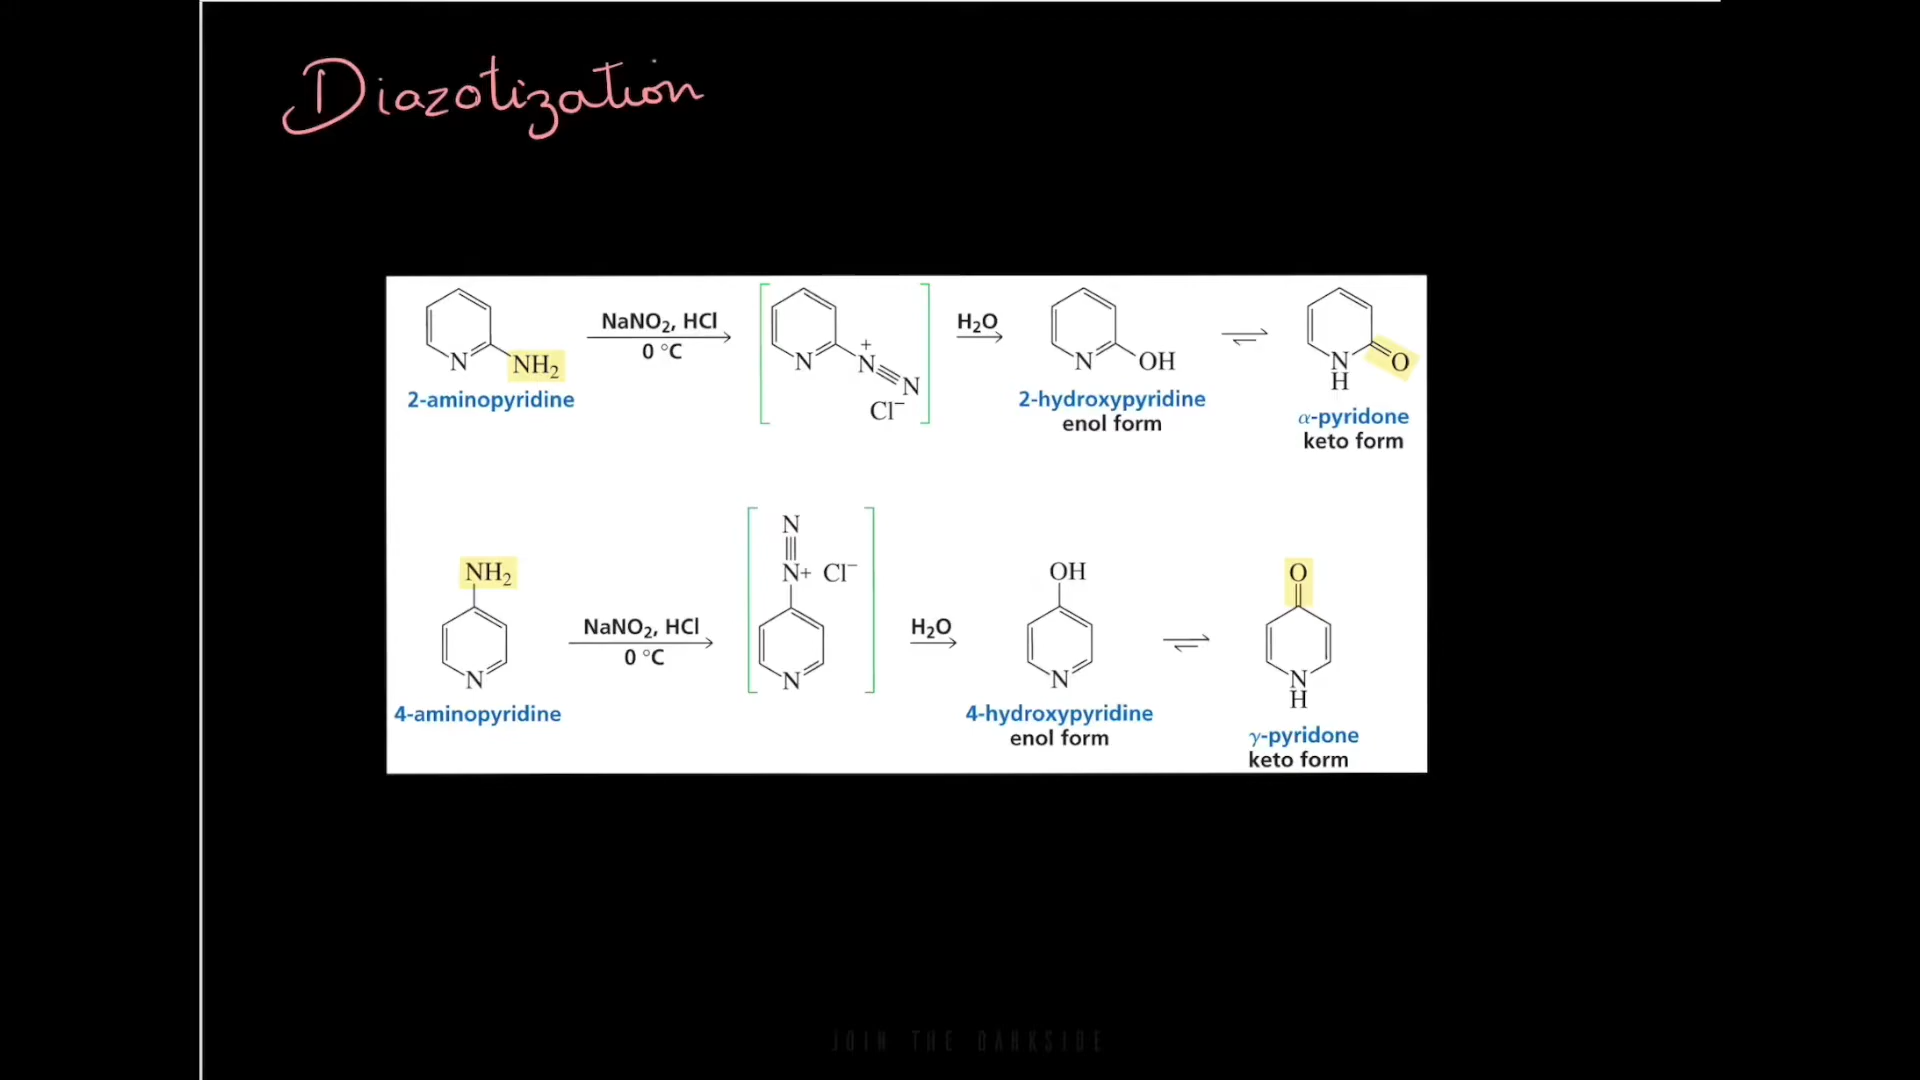 Diazotization
NaNO₂, HCl
0 °C
N
NH₂
2-aminopyridine
N
+
N
N
Cl⁻
H₂O
N
OH
2-hydroxypyridine
enol form
N
H
O
α-pyridone
keto form
NH₂
N
4-aminopyridine
NaNO₂, HCl
0 °C
N
N+ Cl⁻
N
H₂O
OH
N
4-hydroxypyridine
enol form
O
N
H
γ-pyridone
keto form
JOIN THE DARKSIDE